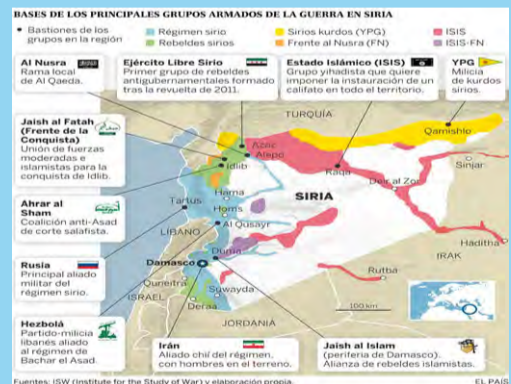 BASES DE LOS PRINCIPALES GRUPOS ARMADOS DE LA GUERRA EN SIRIA
Bastiones de los
grupos en la región
Régimen sirio
Rebeldes sirios
Sirios kurdos (YPG)
Frente al Nusra (FN)
ISIS
ISIS-FN
Al Nusra
Rama local
de Al Qaeda.
Ejército Libre Sirio
Primer grupo de rebeldes
antigubernamentales formado
tras la revuelta de 2011.
Estado Islámico (ISIS)
Grupo yihadista que quiere
imponer la instauración de un
califato en todo el territorio.
YPG
Milicia
de kurdos
sirios.
Jaish al Fatah
(Frente de la
Conquista)
Unión de fuerzas
moderadas e
islamistas para la
conquista de Idlib.
Ahrar al
Sham
Coalición anti-Asad
de corte salafista.
Rusia
Principal aliado
militar del
régimen sirio.
Hezbolá
Partido-milicia
libanés aliado
al régimen de
Bachar el Asad.
Irán
Aliado chií del régimen,
con hombres en el terreno.
Jaish al Islam
(periferia de Damasco).
Alianza de rebeldes islamistas.
TURQUÍA
Qamishlo
Azaz
Alepo
Idlib
Raqa
Sinjar
Deir al Zor
Hama
SIRIA
Tartus
Homs
LÍBANO
Al Qusayr
Haditha
IRAK
Duma
Damasco
Rutba
Quneitra
ISRAEL
Suwayda
100 km
Deraa
JORDANIA
Fuentes: ISW (Institute for the Study of War) y elaboración propia.
EL PAÍS